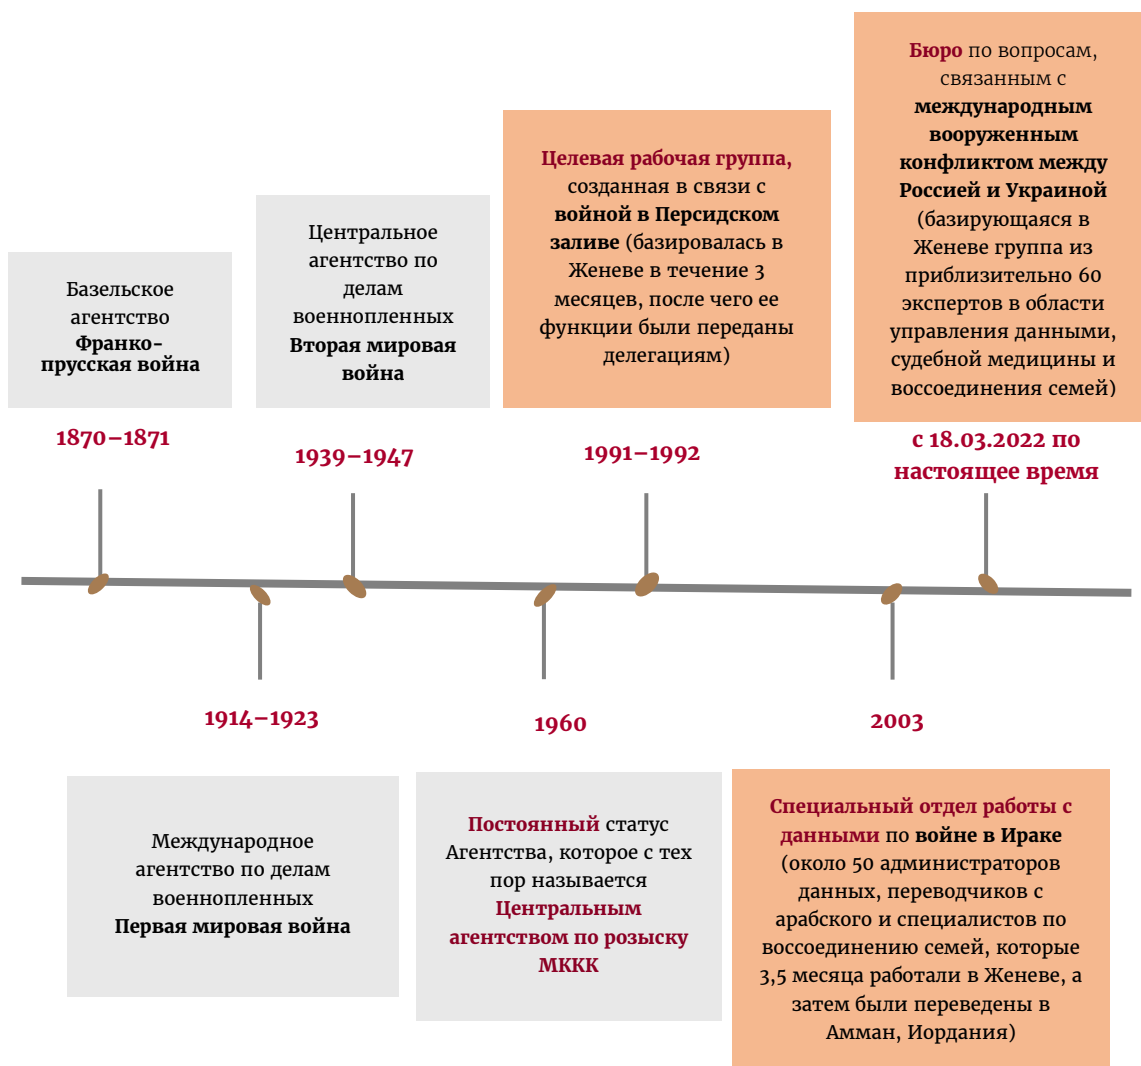 Базельское
агентство
Франко-
прусская война
1870–1871
Международное
агентство по делам
военнопленных
Первая мировая война
1914–1923
Центральное
агентство по
делам
военнопленных
Вторая мировая
война
1939–1947
1960
Постоянный статус
Агентства, которое с тех
пор называется
Центральным
агентством по розыску
МККК
Целевая рабочая группа,
созданная в связи с
войной в Персидском
заливе (базировалась в
Женеве в течение 3
месяцев, после чего ее
функции были переданы
делегациям)
1991–1992
2003
Специальный отдел работы с
данными по войне в Ираке
(около 50 администраторов
данных, переводчиков с
арабского и специалистов по
воссоединению семей, которые
3,5 месяца работали в Женеве, а
затем были переведены в
Амман, Иордания)
Бюро по вопросам,
связанным с
международным
вооруженным
конфликтом между
Россией и Украиной
(базирующаяся в
Женеве группа из
приблизительно 60
экспертов в области
управления данными,
судебной медицины и
воссоединения семей)
с 18.03.2022 по
настоящее время